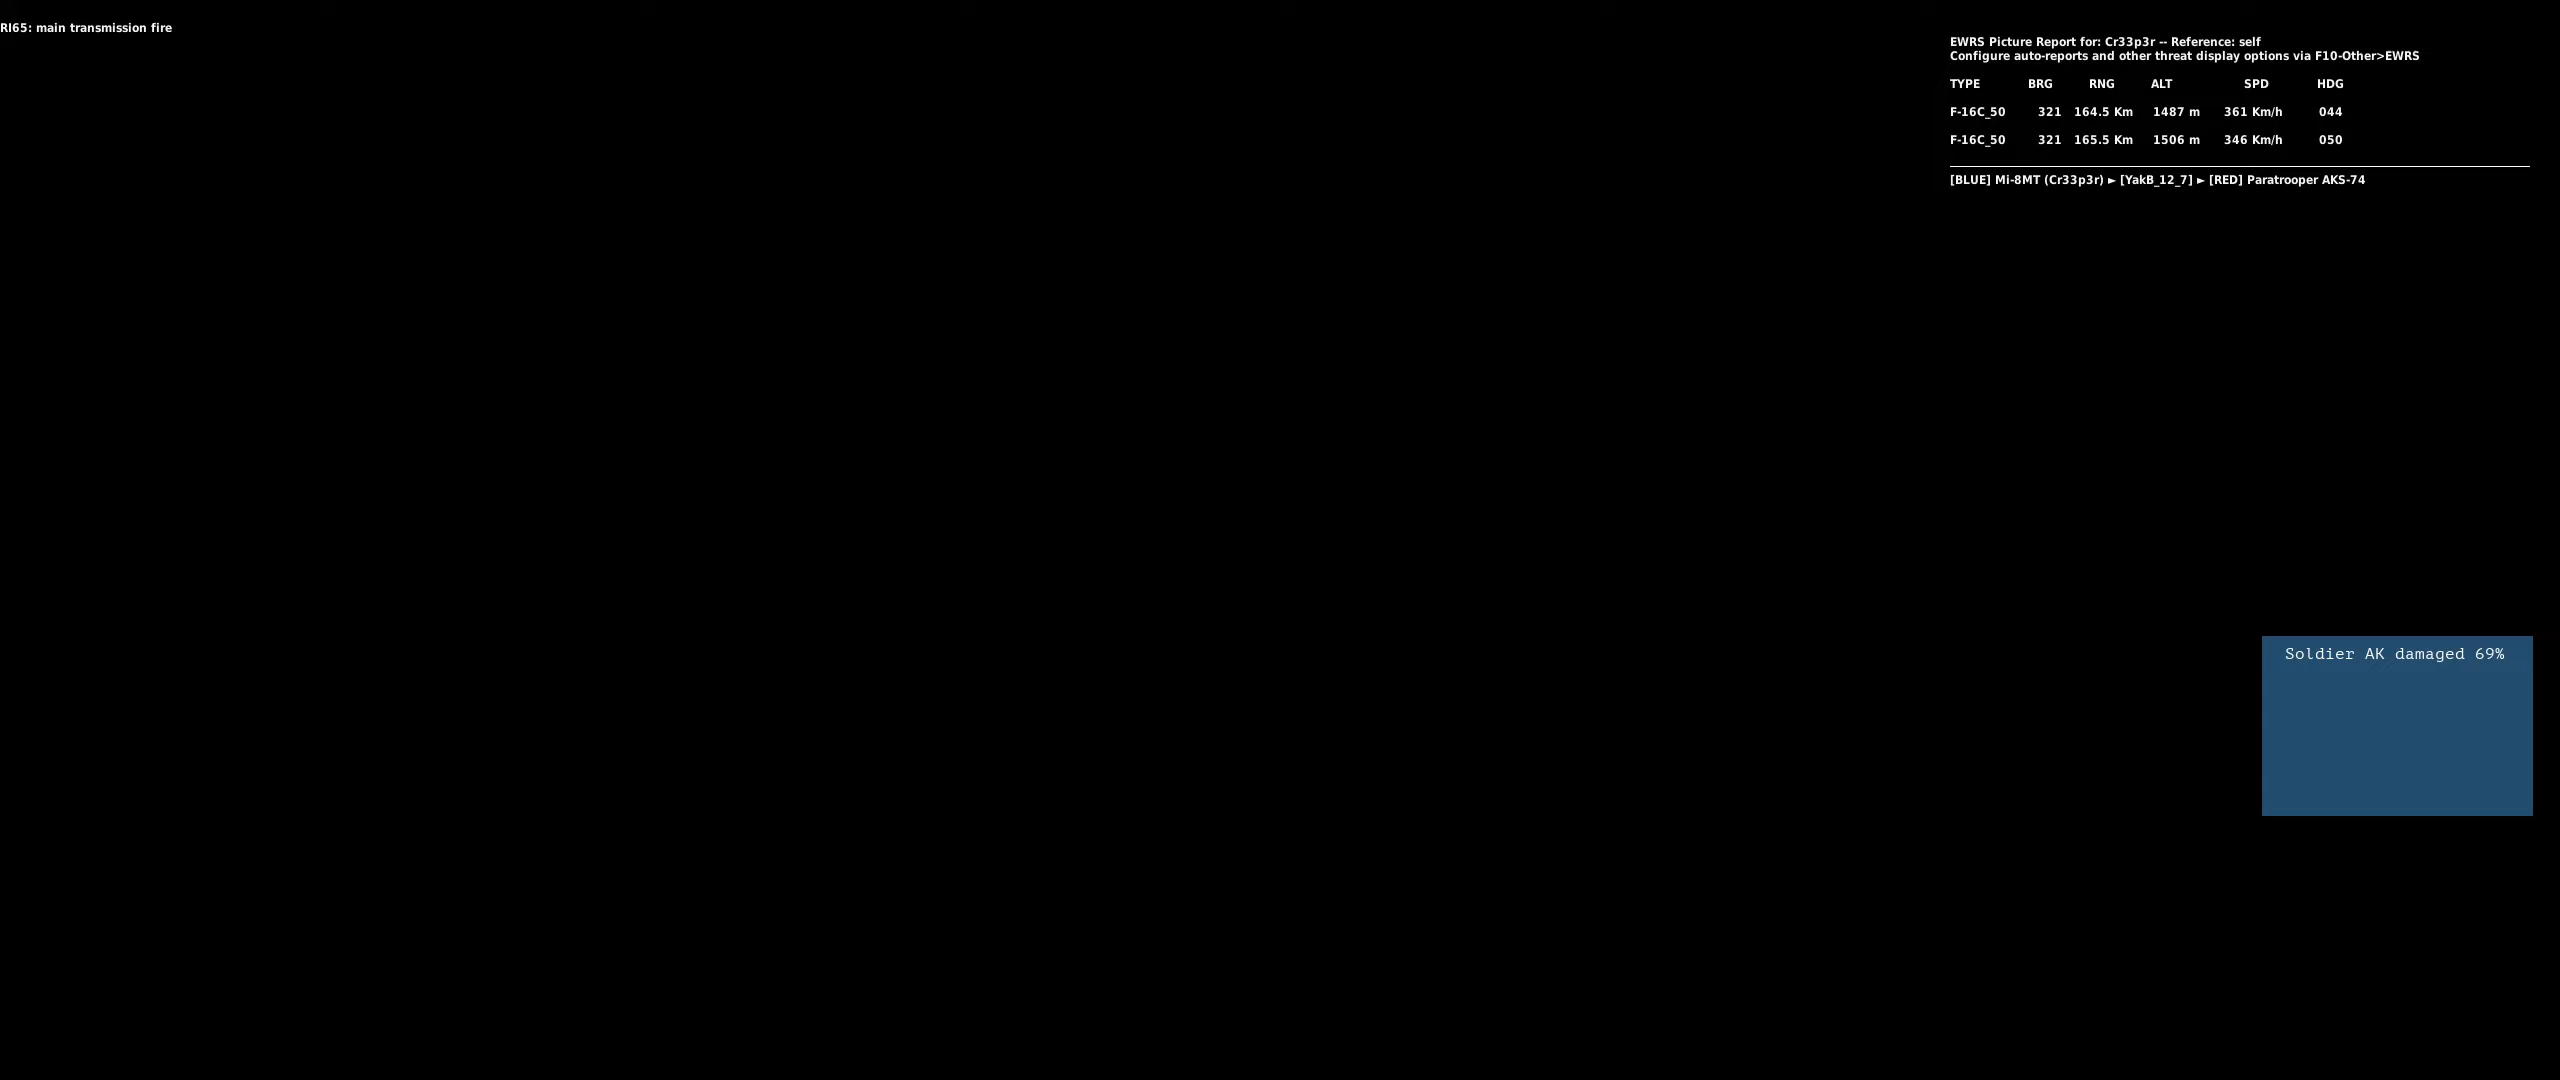 RI65: main transmission fire
EWRS Picture Report for: Cr33p3r -- Reference: self
Configure auto-reports and other threat display options via F10-Other>EWRS
TYPE BRG RNG ALT SPD HDG
F-16C_50 321 164.5 Km 1487 m 361 Km/h 044
F-16C_50 321 165.5 Km 1506 m 346 Km/h 050
[BLUE] Mi-8MT (Cr33p3r) ► [YakB_12_7] ► [RED] Paratrooper AKS-74
Soldier AK damaged 69%